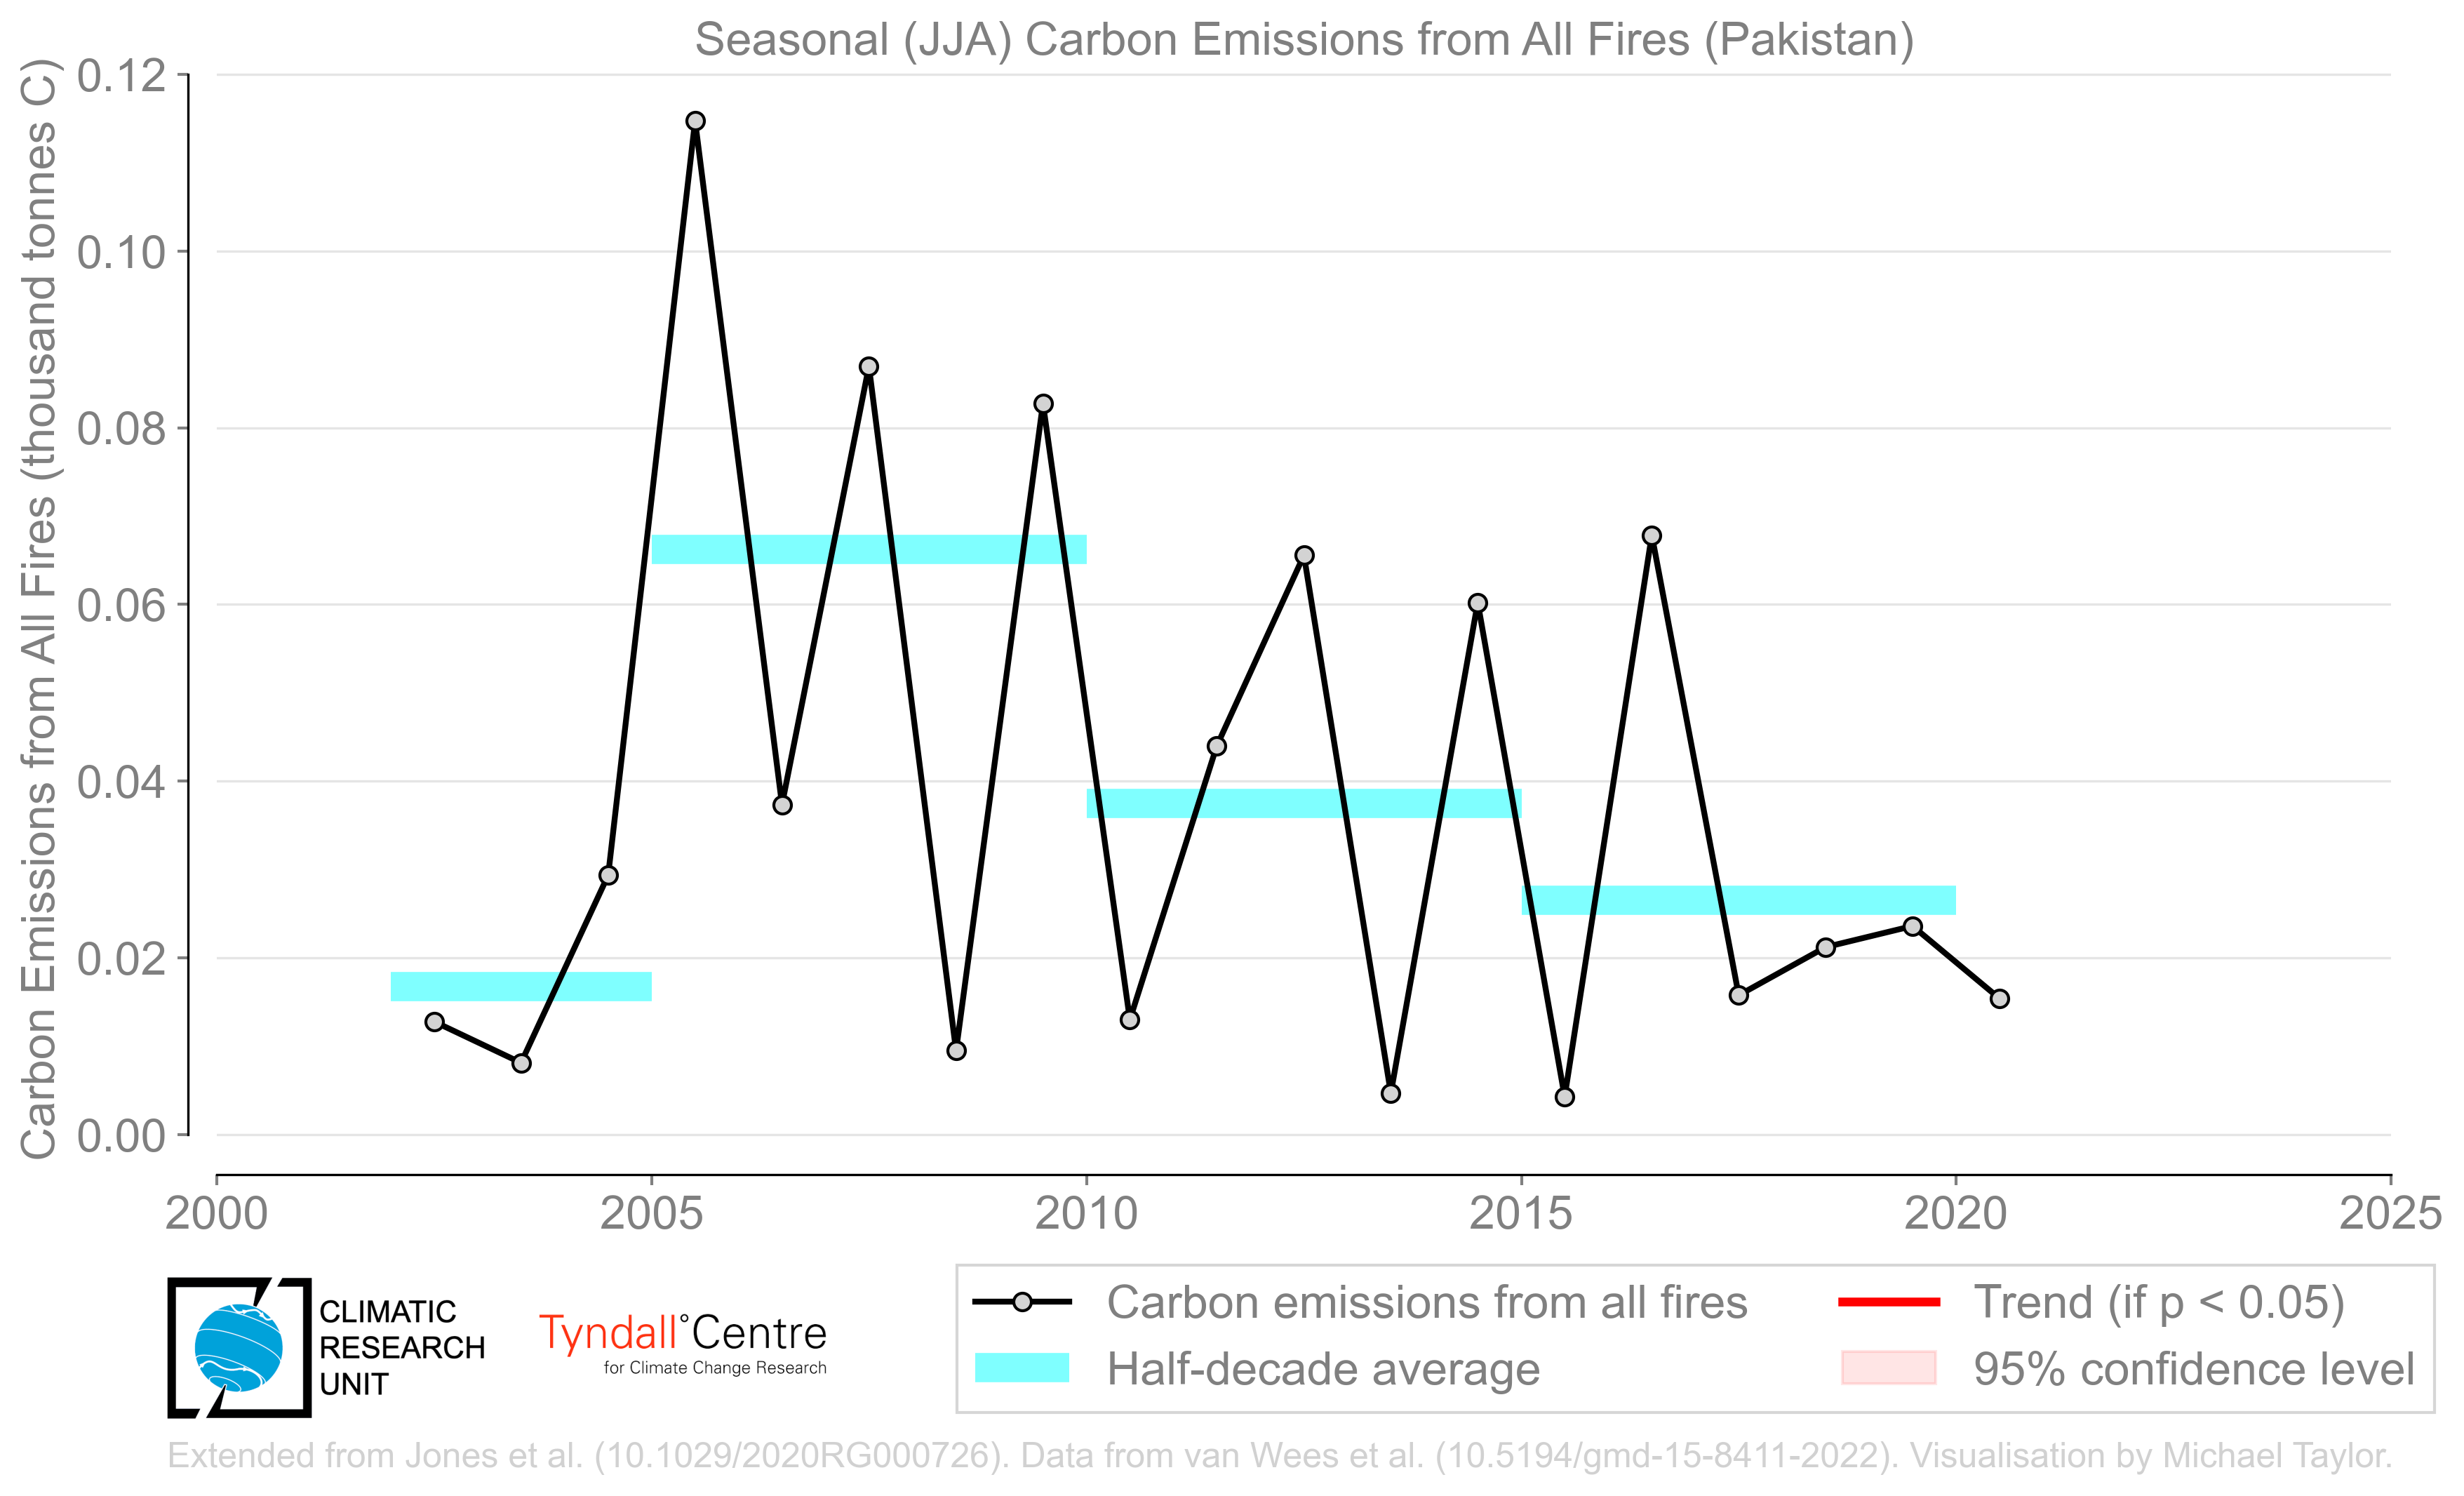 Seasonal (JJA) Carbon Emissions from All Fires (Pakistan)
Carbon Emissions from All Fires (thousand tonnes C)
0.12
0.10
0.08
0.06
0.04
0.02
0.00
2000 2005 2010 2015 2020 2025
CLIMATIC
RESEARCH
UNIT
Tyndall°Centre
for Climate Change Research
Carbon emissions from all fires
Half-decade average
Trend (if p < 0.05)
95% confidence level
Extended from Jones et al. (10.1029/2020RG000726). Data from van Wees et al. (10.5194/gmd-15-8411-2022). Visualisation by Michael Taylor.